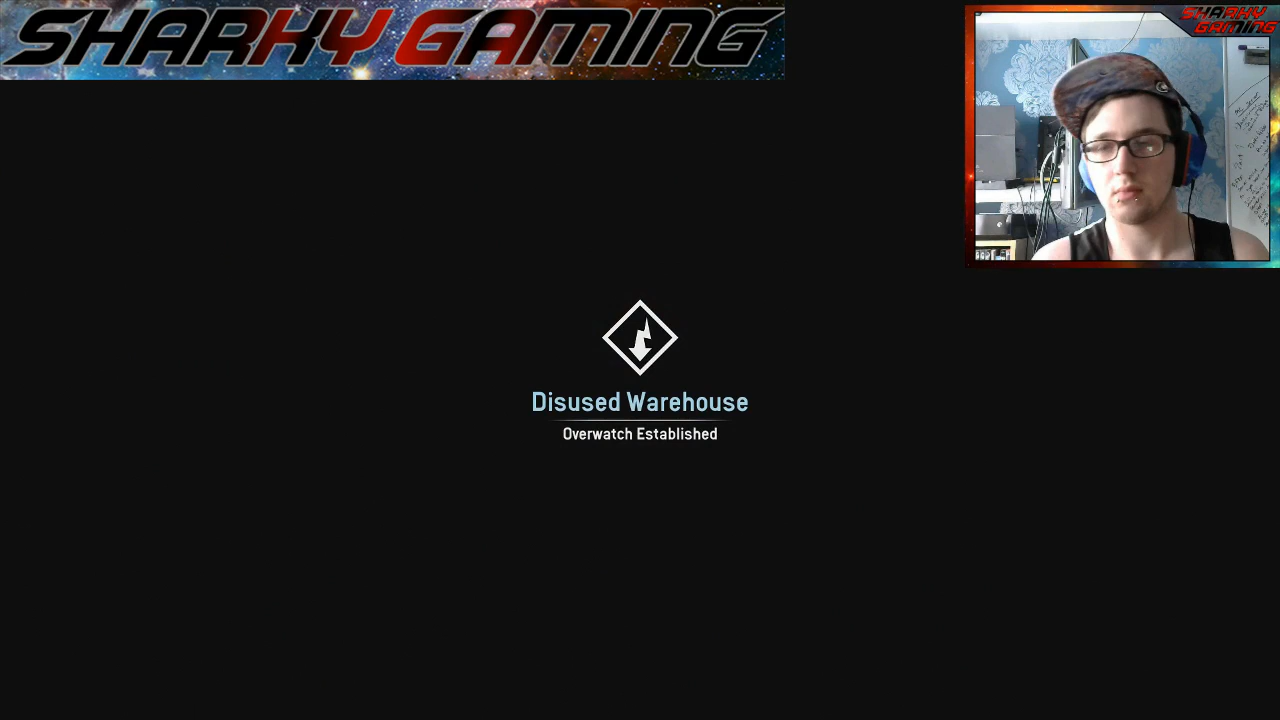 SHARKY GAMING
SHARKY
GAMING
Disused Warehouse
Overwatch Established